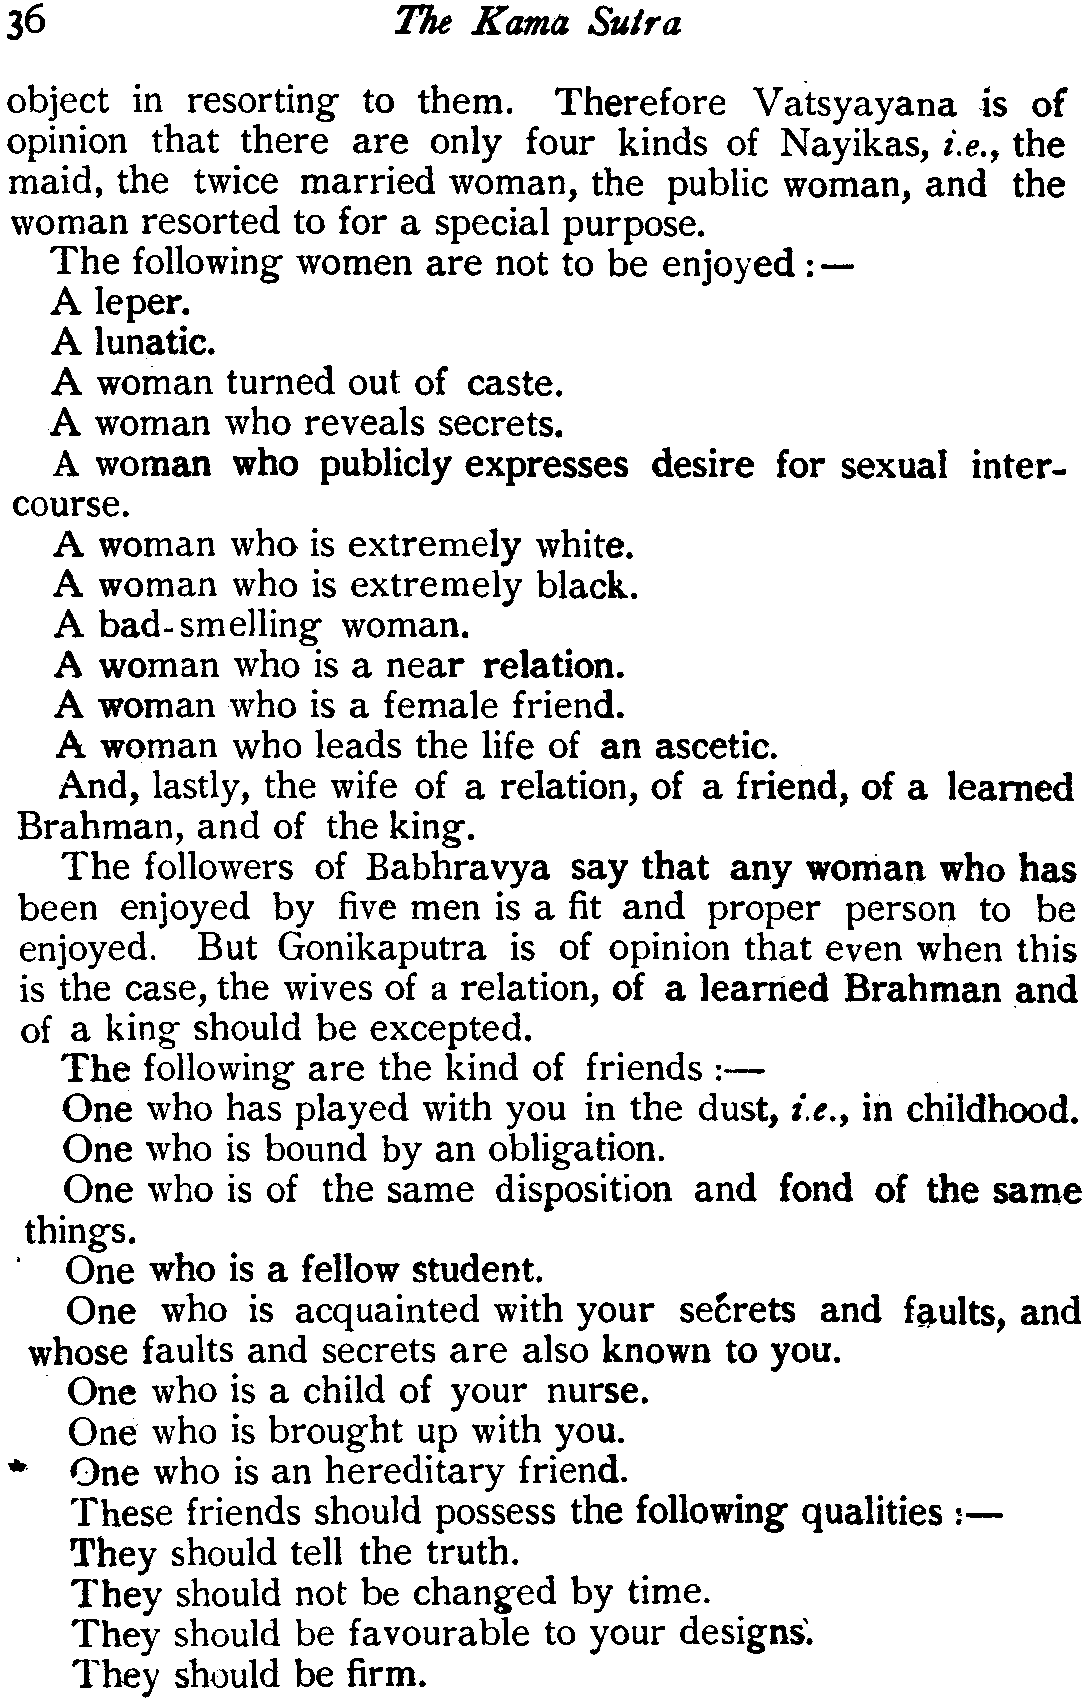 36 The Kama Sutra
object in resorting to them. Therefore Vatsyayana is of
opinion that there are only four kinds of Nayikas, i.e., the
maid, the twice married woman, the public woman, and the
woman resorted to for a special purpose.
The following women are not to be enjoyed :—
A leper.
A lunatic.
A woman turned out of caste.
A woman who reveals secrets.
A woman who publicly expresses desire for sexual inter-
course.
A woman who is extremely white.
A woman who is extremely black.
A bad-smelling woman.
A woman who is a near relation.
A woman who is a female friend.
A woman who leads the life of an ascetic.
And, lastly, the wife of a relation, of a friend, of a learned
Brahman, and of the king.
The followers of Babhravya say that any woman who has
been enjoyed by five men is a fit and proper person to be
enjoyed. But Gonikaputra is of opinion that even when this
is the case, the wives of a relation, of a learned Brahman and
of a king should be excepted.
The following are the kind of friends :—
One who has played with you in the dust, i.e., in childhood.
One who is bound by an obligation.
One who is of the same disposition and fond of the same
things.
One who is a fellow student.
One who is acquainted with your secrets and faults, and
whose faults and secrets are also known to you.
One who is a child of your nurse.
One who is brought up with you.
One who is an hereditary friend.
These friends should possess the following qualities :—
They should tell the truth.
They should not be changed by time.
They should be favourable to your designs.
They should be firm.